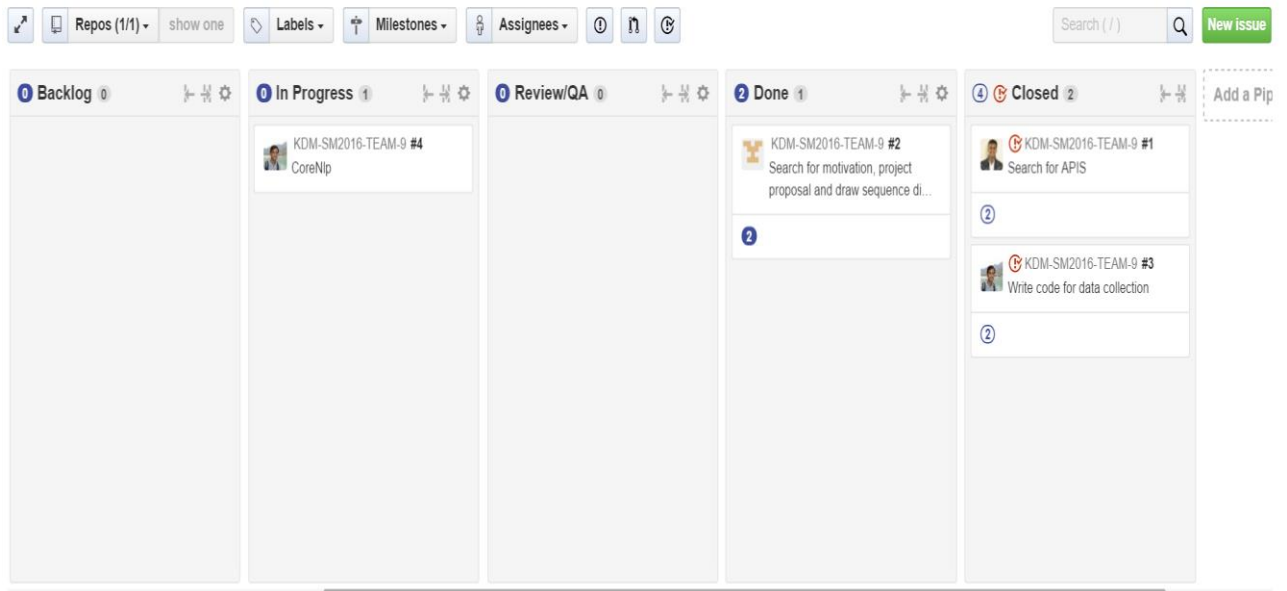 Repos (1/1) show one Labels Milestones Assignees Search ( / ) New issue
0 Backlog 0
0 In Progress 1
KDM-SM2016-TEAM-9 #4
CoreNlp
0 Review/QA 0
2 Done 1
KDM-SM2016-TEAM-9 #2
Search for motivation, project
proposal and draw sequence di...
2
4 Closed 2
KDM-SM2016-TEAM-9 #1
Search for APIS
2
KDM-SM2016-TEAM-9 #3
Write code for data collection
2
Add a Pip